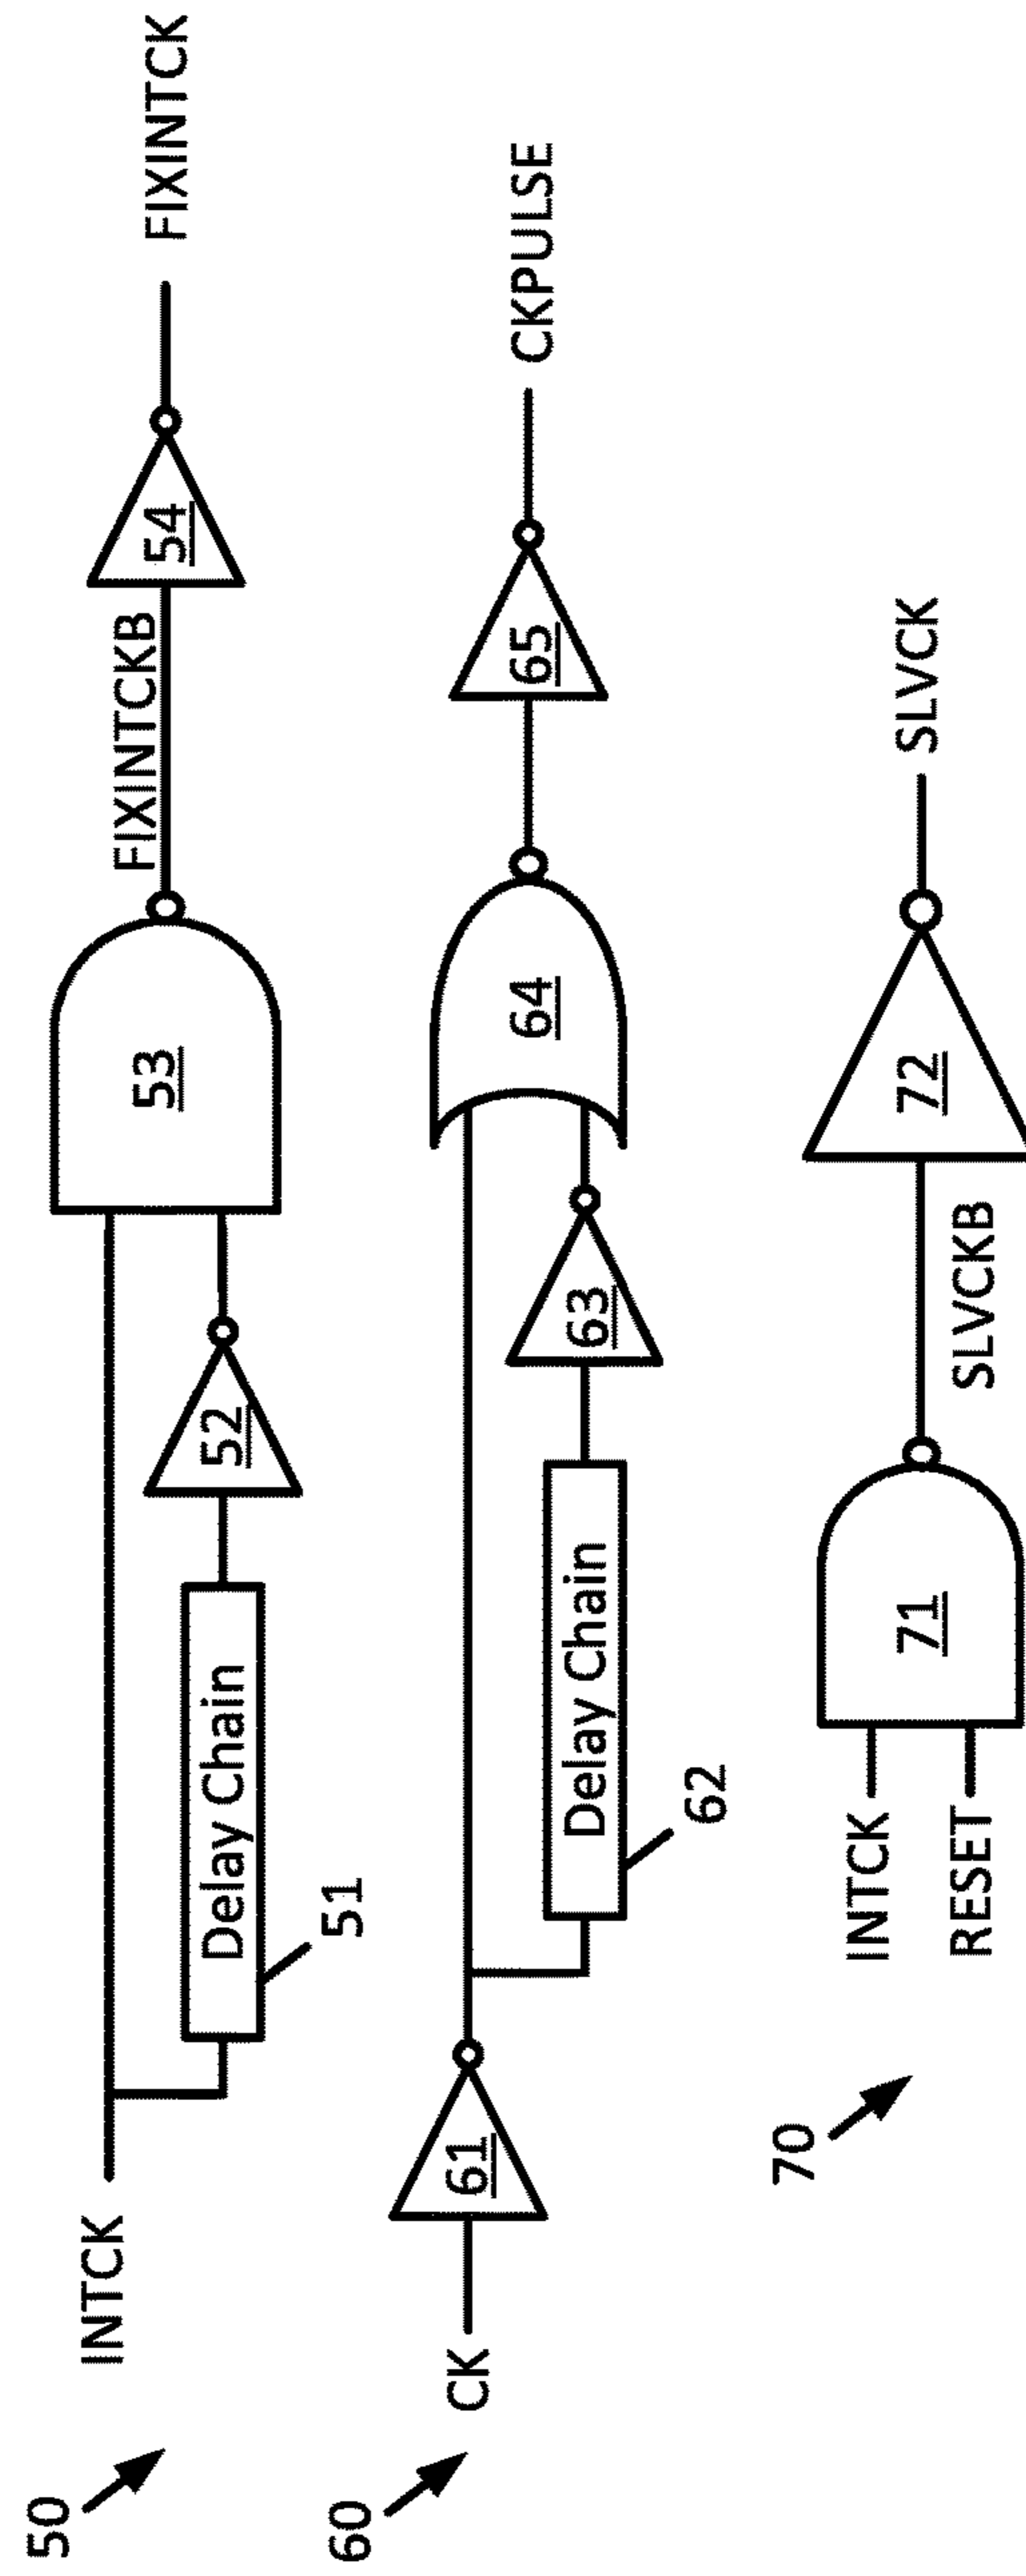 50
INTCK
51
Delay Chain
52
53
FIXINTCKB
54
FIXINTCK
60
CK
61
62
Delay Chain
63
64
65
CKPULSE
70
INTCK
RESET
71
SLVCKB
72
SLVCK